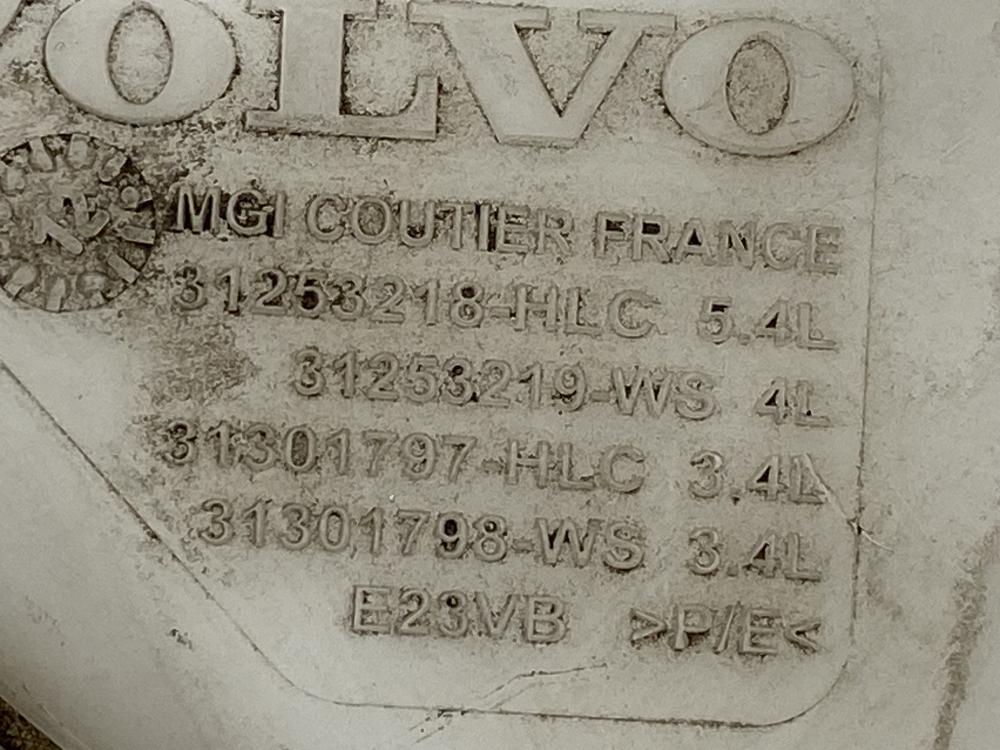 VOLVO
MGI COUTIER FRANCE
31253218-HLC 5.4L
31253219-WS 4L
31301797-HLC 3.4L
31301798-WS 3.4L
E23VB >P/E<